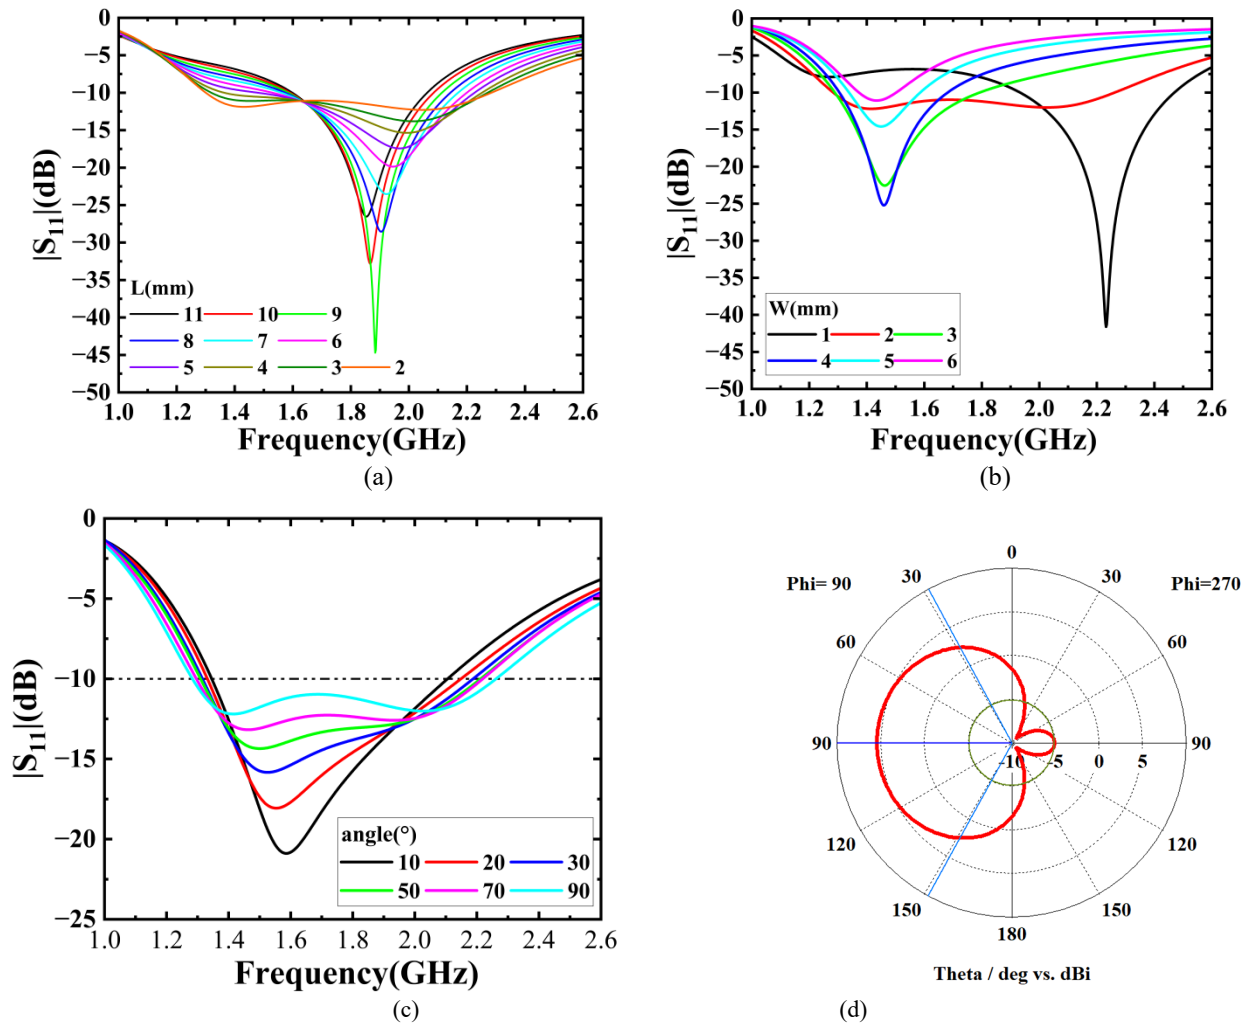 0
−5
−10
−15
−20
−25
−30
−35
−40
−45
−50
|S11|(dB)
L(mm)
11 10 9
8 7 6
5 4 3 2
1.0 1.2 1.4 1.6 1.8 2.0 2.2 2.4 2.6
Frequency(GHz)
(a)
0
−5
−10
−15
−20
−25
−30
−35
−40
−45
−50
|S11|(dB)
W(mm)
1 2 3
4 5 6
1.0 1.2 1.4 1.6 1.8 2.0 2.2 2.4 2.6
Frequency(GHz)
(b)
0
−5
−10
−15
−20
−25
|S11|(dB)
angle(°)
10 20 30
50 70 90
1.0 1.2 1.4 1.6 1.8 2.0 2.2 2.4 2.6
Frequency(GHz)
(c)
0
Phi= 90 30 30 Phi=270
60 60
90 -10 -5 0 5 90
120 120
150 150
180
Theta / deg vs. dBi
(d)